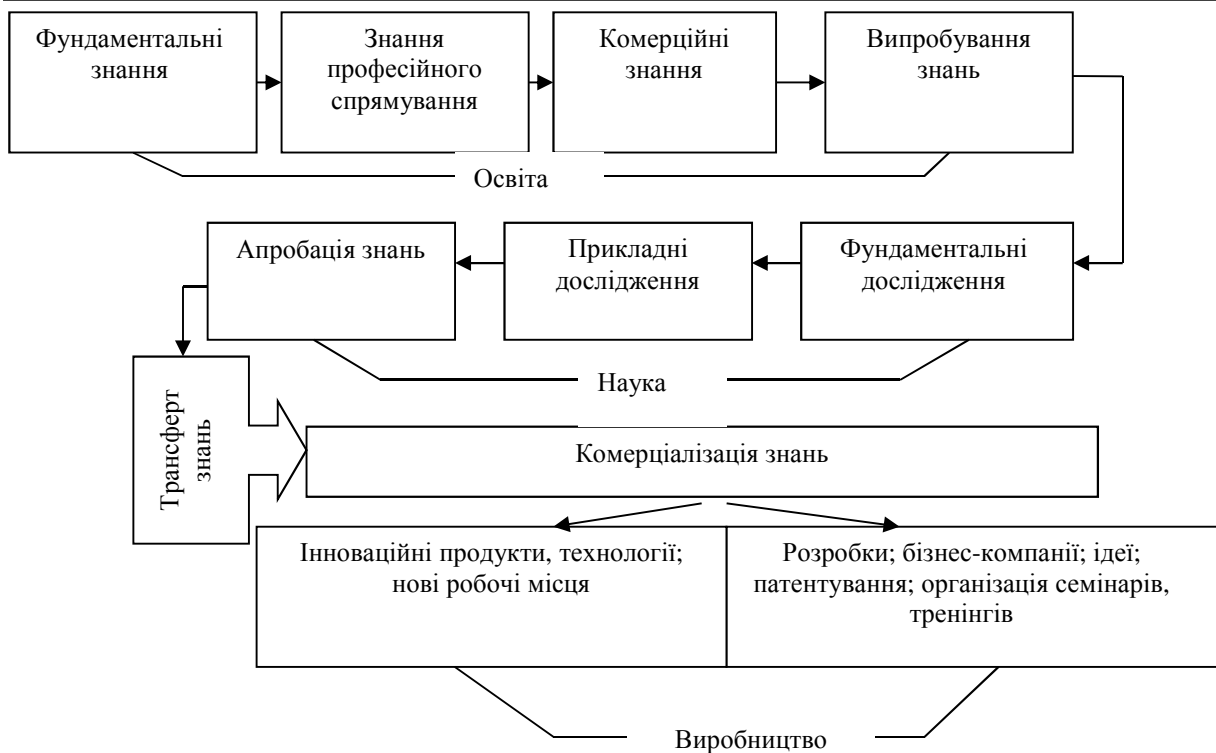 Фундаментальні
знання
Знання
професійного
спрямування
Комерційні
знання
Випробування
знань
Освіта
Апробація знань
Прикладні
дослідження
Фундаментальні
дослідження
Наука
Трансферт
знань
Комерціалізація знань
Інноваційні продукти, технології;
нові робочі місця
Розробки; бізнес-компанії; ідеї;
патентування; організація семінарів,
тренінгів
Виробництво